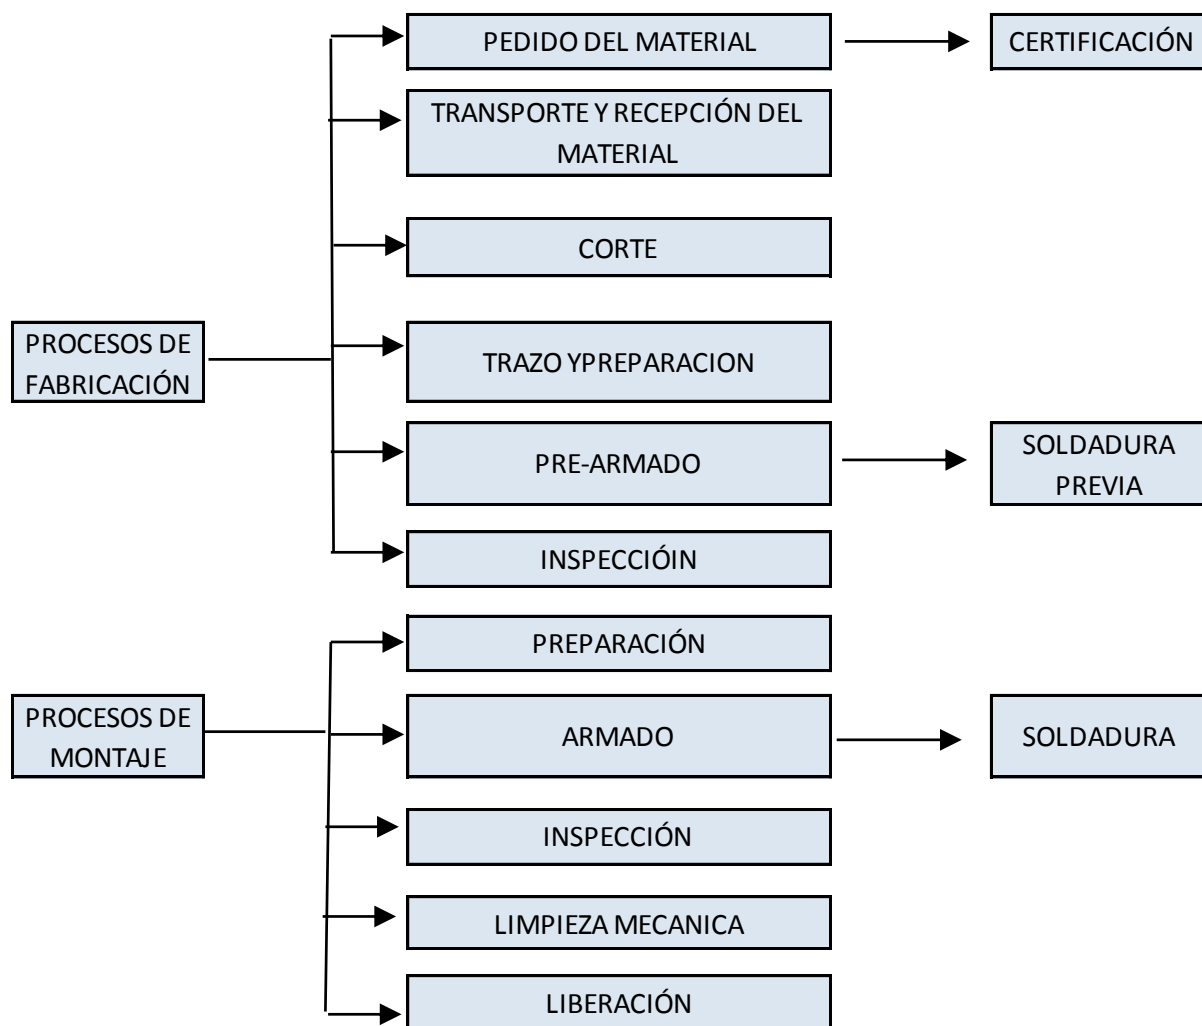 PEDIDO DEL MATERIAL
CERTIFICACIÓN
TRANSPORTE Y RECEPCIÓN DEL
MATERIAL
CORTE
PROCESOS DE
FABRICACIÓN
TRAZO YPREPARACION
PRE-ARMADO
SOLDADURA
PREVIA
INSPECCIÓIN
PREPARACIÓN
PROCESOS DE
MONTAJE
ARMADO
SOLDADURA
INSPECCIÓN
LIMPIEZA MECANICA
LIBERACIÓN